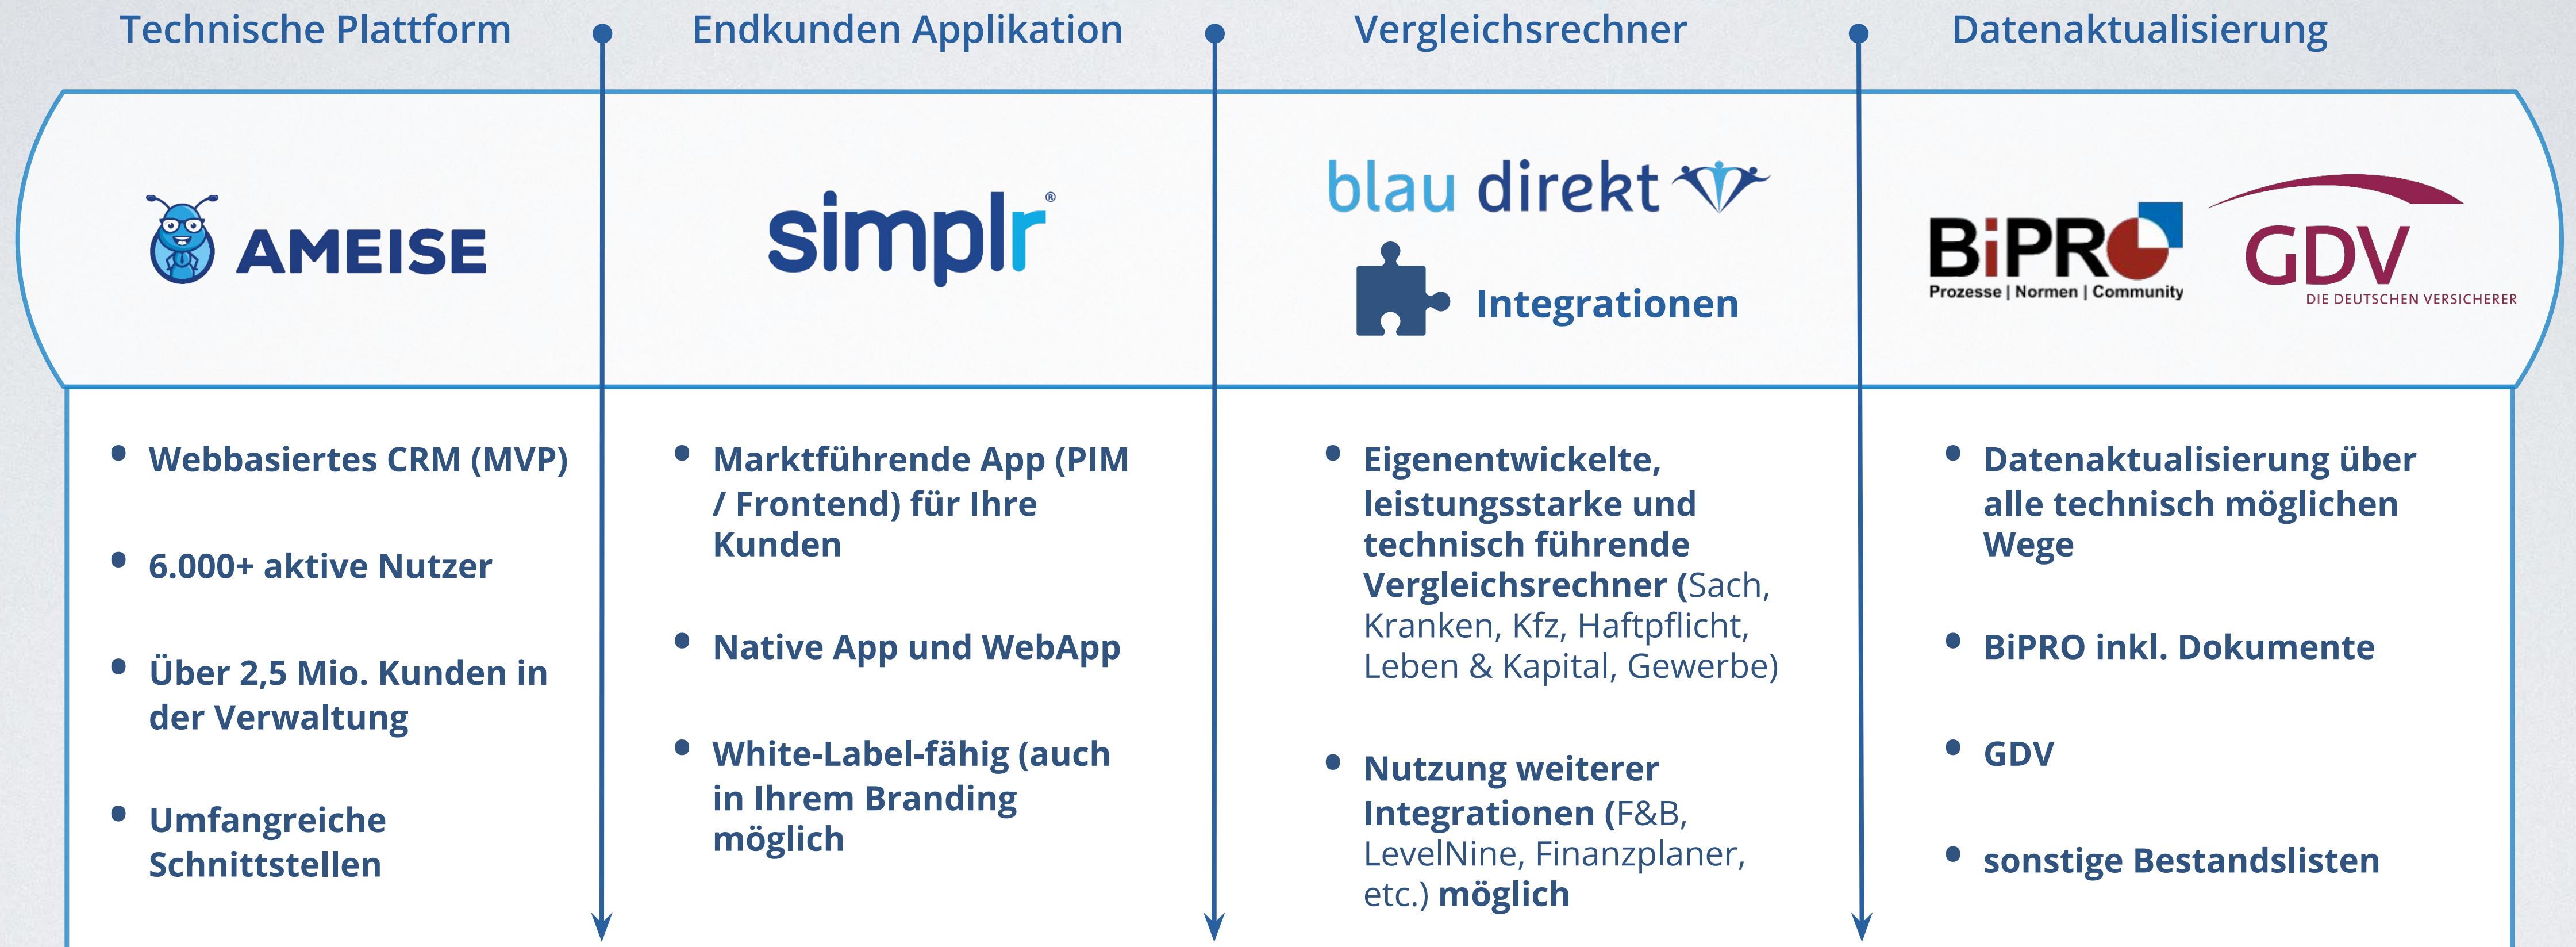 Technische Plattform
Endkunden Applikation
Vergleichsrechner
Datenaktualisierung
AMEISE
simplr®
blau direkt
Integrationen
BiPRO
Prozesse | Normen | Community
GDV
DIE DEUTSCHEN VERSICHERER
• Webbasiertes CRM (MVP)
• 6.000+ aktive Nutzer
• Über 2,5 Mio. Kunden in
der Verwaltung
• Umfangreiche
Schnittstellen
• Marktführende App (PIM
/ Frontend) für Ihre
Kunden
• Native App und WebApp
• White-Label-fähig (auch
in Ihrem Branding
möglich
• Eigenentwickelte,
leistungsstarke und
technisch führende
Vergleichsrechner (Sach,
Kranken, Kfz, Haftpflicht,
Leben & Kapital, Gewerbe)
• Nutzung weiterer
Integrationen (F&B,
LevelNine, Finanzplaner,
etc.) möglich
• Datenaktualisierung über
alle technisch möglichen
Wege
• BiPRO inkl. Dokumente
• GDV
• sonstige Bestandslisten